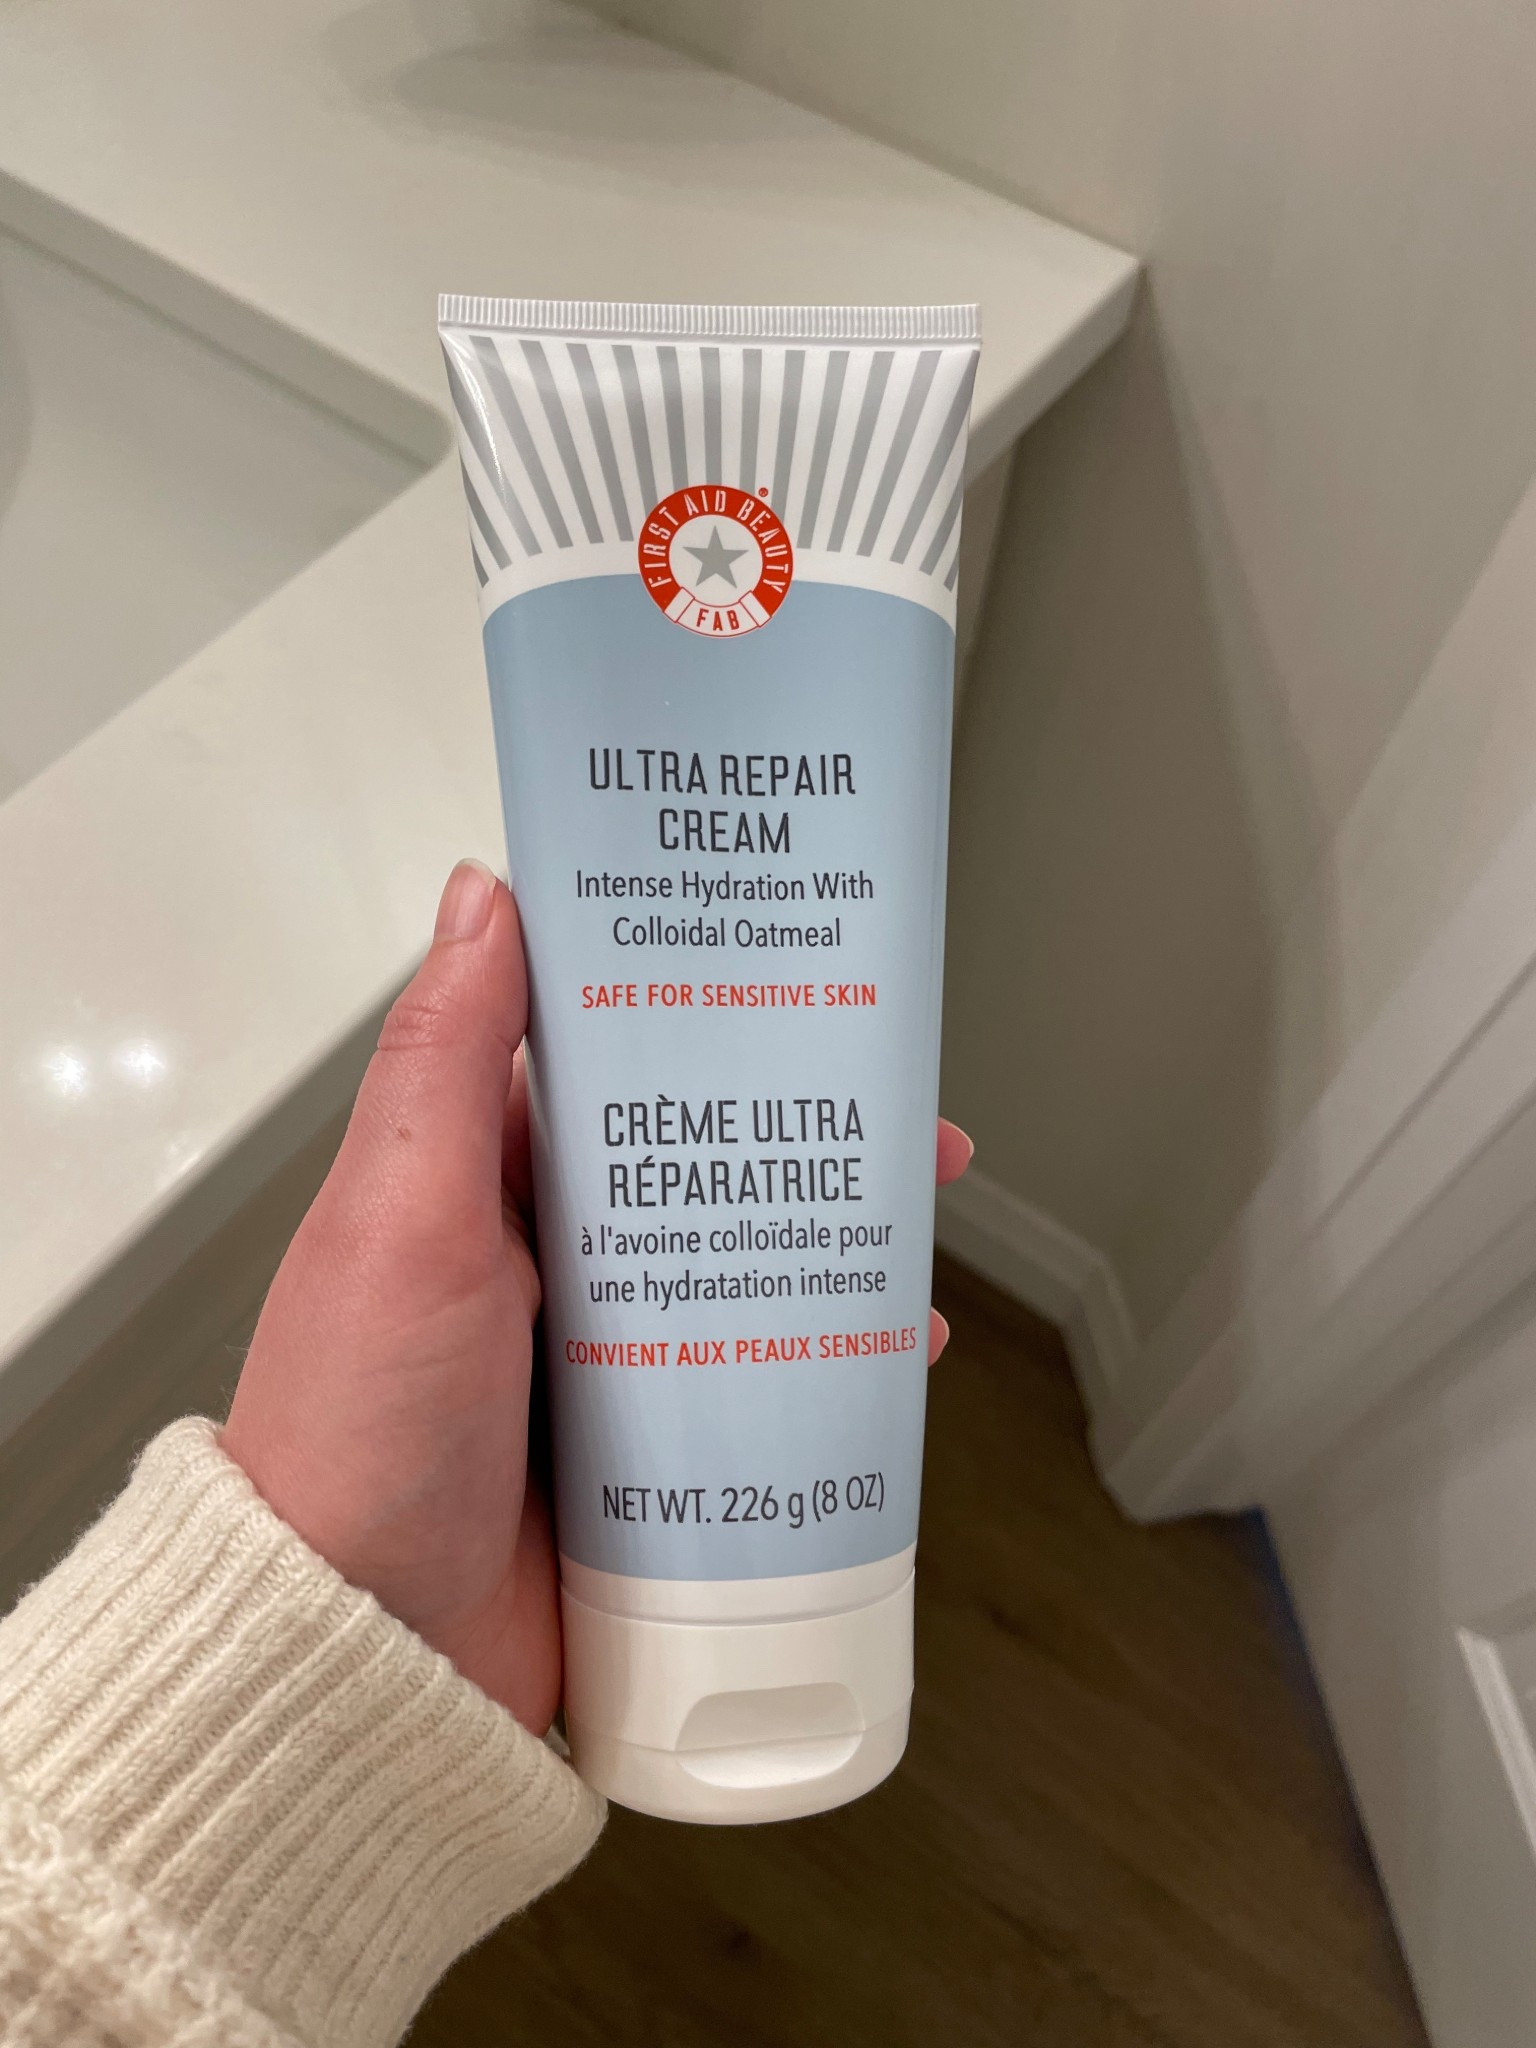 FIRST AID BEAUTY®
FAB
ULTRA REPAIR
CREAM
Intense Hydration With
Colloidal Oatmeal
SAFE FOR SENSITIVE SKIN
CRÈME ULTRA
RÉPARATRICE
à l'avoine colloïdale pour
une hydratation intense
CONVIENT AUX PEAUX SENSIBLES
NET WT. 226 g (8 OZ)